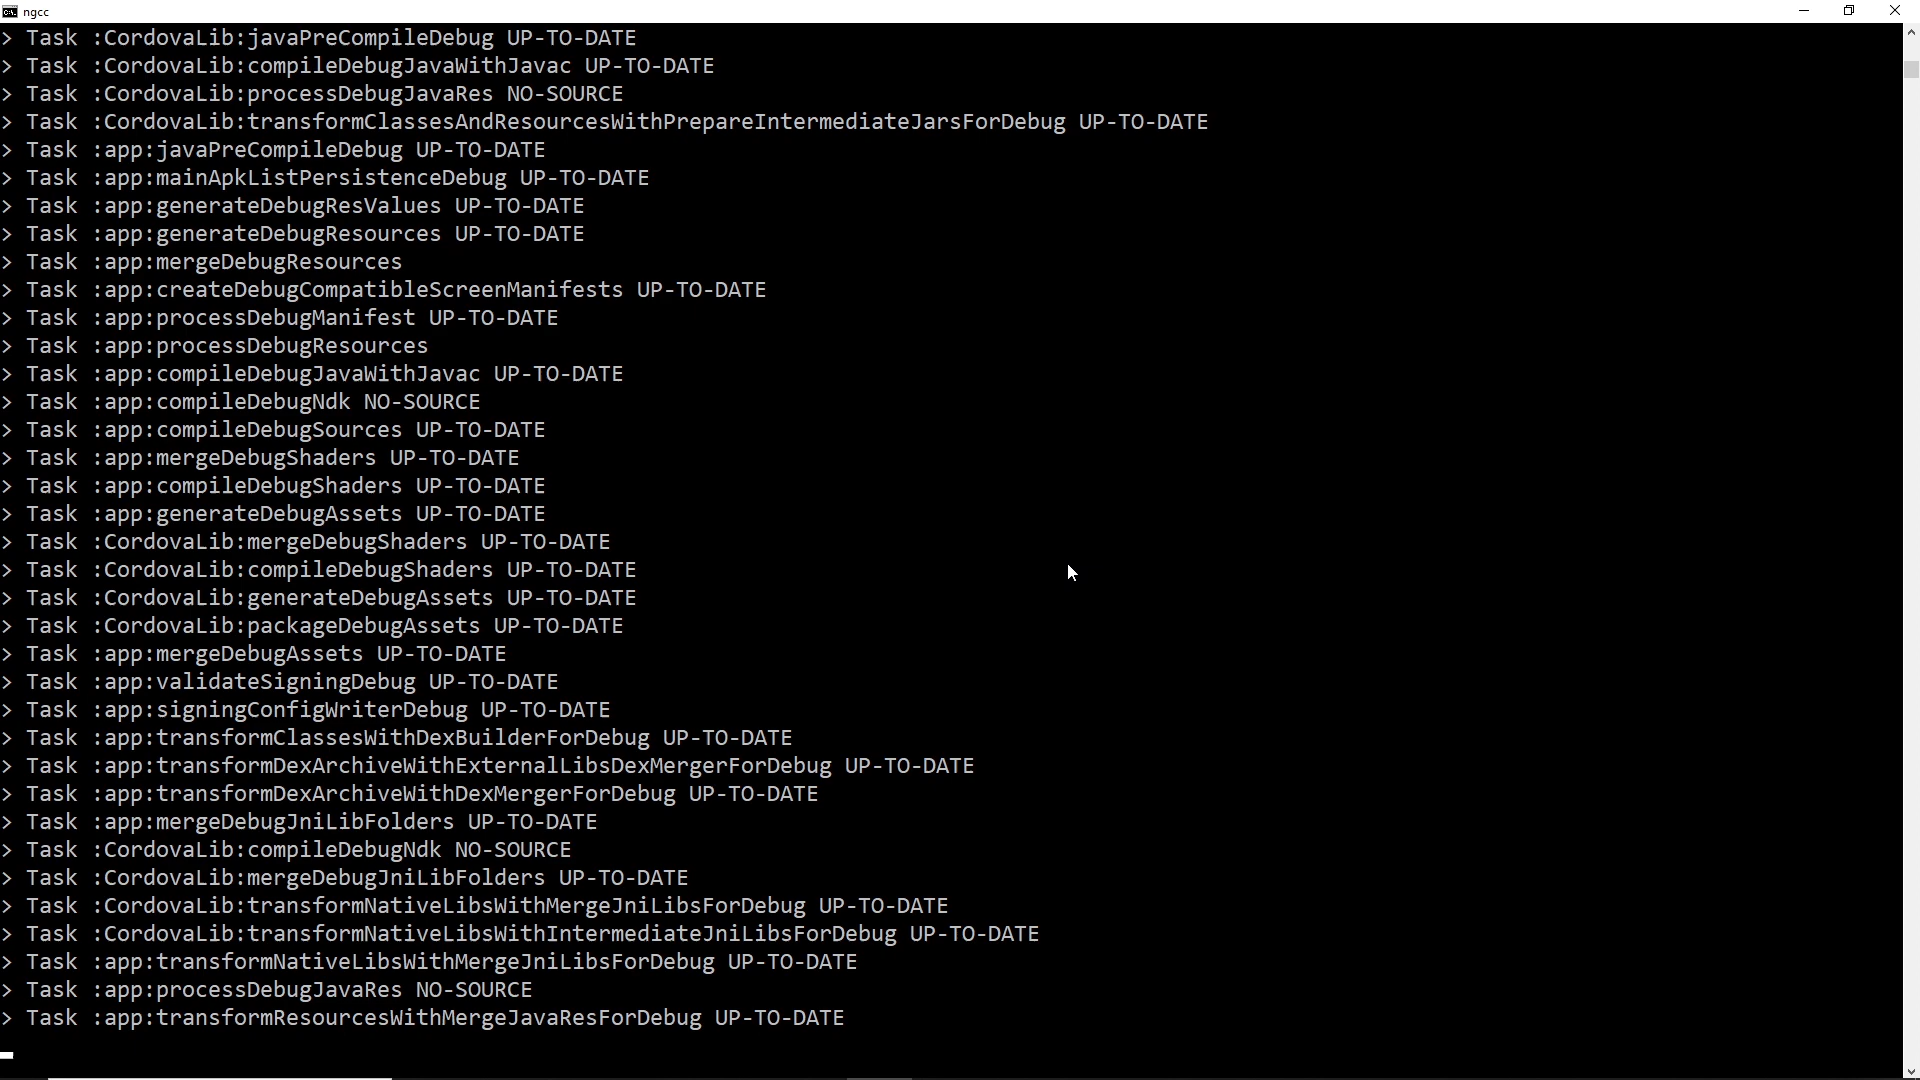 ngcc
> Task :CordovaLib:javaPreCompileDebug UP-TO-DATE
> Task :CordovaLib:compileDebugJavaWithJavac UP-TO-DATE
> Task :CordovaLib:processDebugJavaRes NO-SOURCE
> Task :CordovaLib:transformClassesAndResourcesWithPrepareIntermediateJarsForDebug UP-TO-DATE
> Task :app:javaPreCompileDebug UP-TO-DATE
> Task :app:mainApkListPersistenceDebug UP-TO-DATE
> Task :app:generateDebugResValues UP-TO-DATE
> Task :app:generateDebugResources UP-TO-DATE
> Task :app:mergeDebugResources
> Task :app:createDebugCompatibleScreenManifests UP-TO-DATE
> Task :app:processDebugManifest UP-TO-DATE
> Task :app:processDebugResources
> Task :app:compileDebugJavaWithJavac UP-TO-DATE
> Task :app:compileDebugNdk NO-SOURCE
> Task :app:compileDebugSources UP-TO-DATE
> Task :app:mergeDebugShaders UP-TO-DATE
> Task :app:compileDebugShaders UP-TO-DATE
> Task :app:generateDebugAssets UP-TO-DATE
> Task :CordovaLib:mergeDebugShaders UP-TO-DATE
> Task :CordovaLib:compileDebugShaders UP-TO-DATE
> Task :CordovaLib:generateDebugAssets UP-TO-DATE
> Task :CordovaLib:packageDebugAssets UP-TO-DATE
> Task :app:mergeDebugAssets UP-TO-DATE
> Task :app:validateSigningDebug UP-TO-DATE
> Task :app:signingConfigWriterDebug UP-TO-DATE
> Task :app:transformClassesWithDexBuilderForDebug UP-TO-DATE
> Task :app:transformDexArchiveWithExternalLibsDexMergerForDebug UP-TO-DATE
> Task :app:transformDexArchiveWithDexMergerForDebug UP-TO-DATE
> Task :app:mergeDebugJniLibFolders UP-TO-DATE
> Task :CordovaLib:compileDebugNdk NO-SOURCE
> Task :CordovaLib:mergeDebugJniLibFolders UP-TO-DATE
> Task :CordovaLib:transformNativeLibsWithMergeJniLibsForDebug UP-TO-DATE
> Task :CordovaLib:transformNativeLibsWithIntermediateJniLibsForDebug UP-TO-DATE
> Task :app:transformNativeLibsWithMergeJniLibsForDebug UP-TO-DATE
> Task :app:processDebugJavaRes NO-SOURCE
> Task :app:transformResourcesWithMergeJavaResForDebug UP-TO-DATE